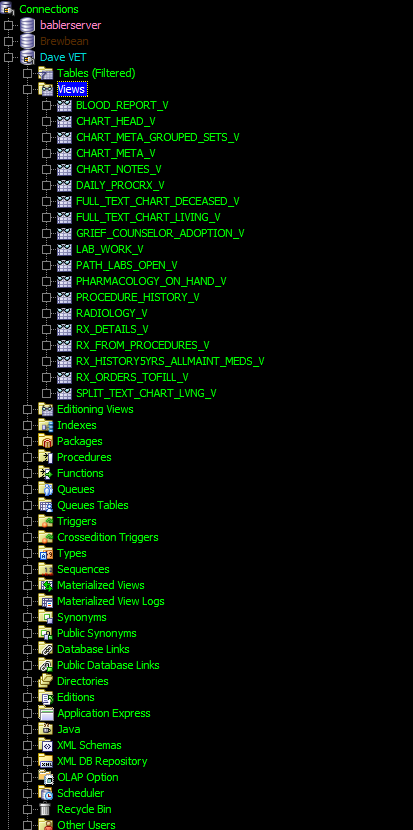 Connections
bablerserver
Brewbean
Dave VET
Tables (Filtered)
Views
BLOOD_REPORT_V
CHART_HEAD_V
CHART_META_GROUPED_SETS_V
CHART_META_V
CHART_NOTES_V
DAILY_PROCRX_V
FULL_TEXT_CHART_DECEASED_V
FULL_TEXT_CHART_LIVING_V
GRIEF_COUNSELOR_ADOPTION_V
LAB_WORK_V
PATH_LABS_OPEN_V
PHARMACOLOGY_ON_HAND_V
PROCEDURE_HISTORY_V
RADIOLOGY_V
RX_DETAILS_V
RX_FROM_PROCEDURES_V
RX_HISTORY5YRS_ALLMAINT_MEDS_V
RX_ORDERS_TOFILL_V
SPLIT_TEXT_CHART_LVNG_V
Editioning Views
Indexes
Packages
Procedures
Functions
Queues
Queues Tables
Triggers
Crossedition Triggers
Types
Sequences
Materialized Views
Materialized View Logs
Synonyms
Public Synonyms
Database Links
Public Database Links
Directories
Editions
Application Express
Java
XML Schemas
XML DB Repository
OLAP Option
Scheduler
Recycle Bin
Other Users